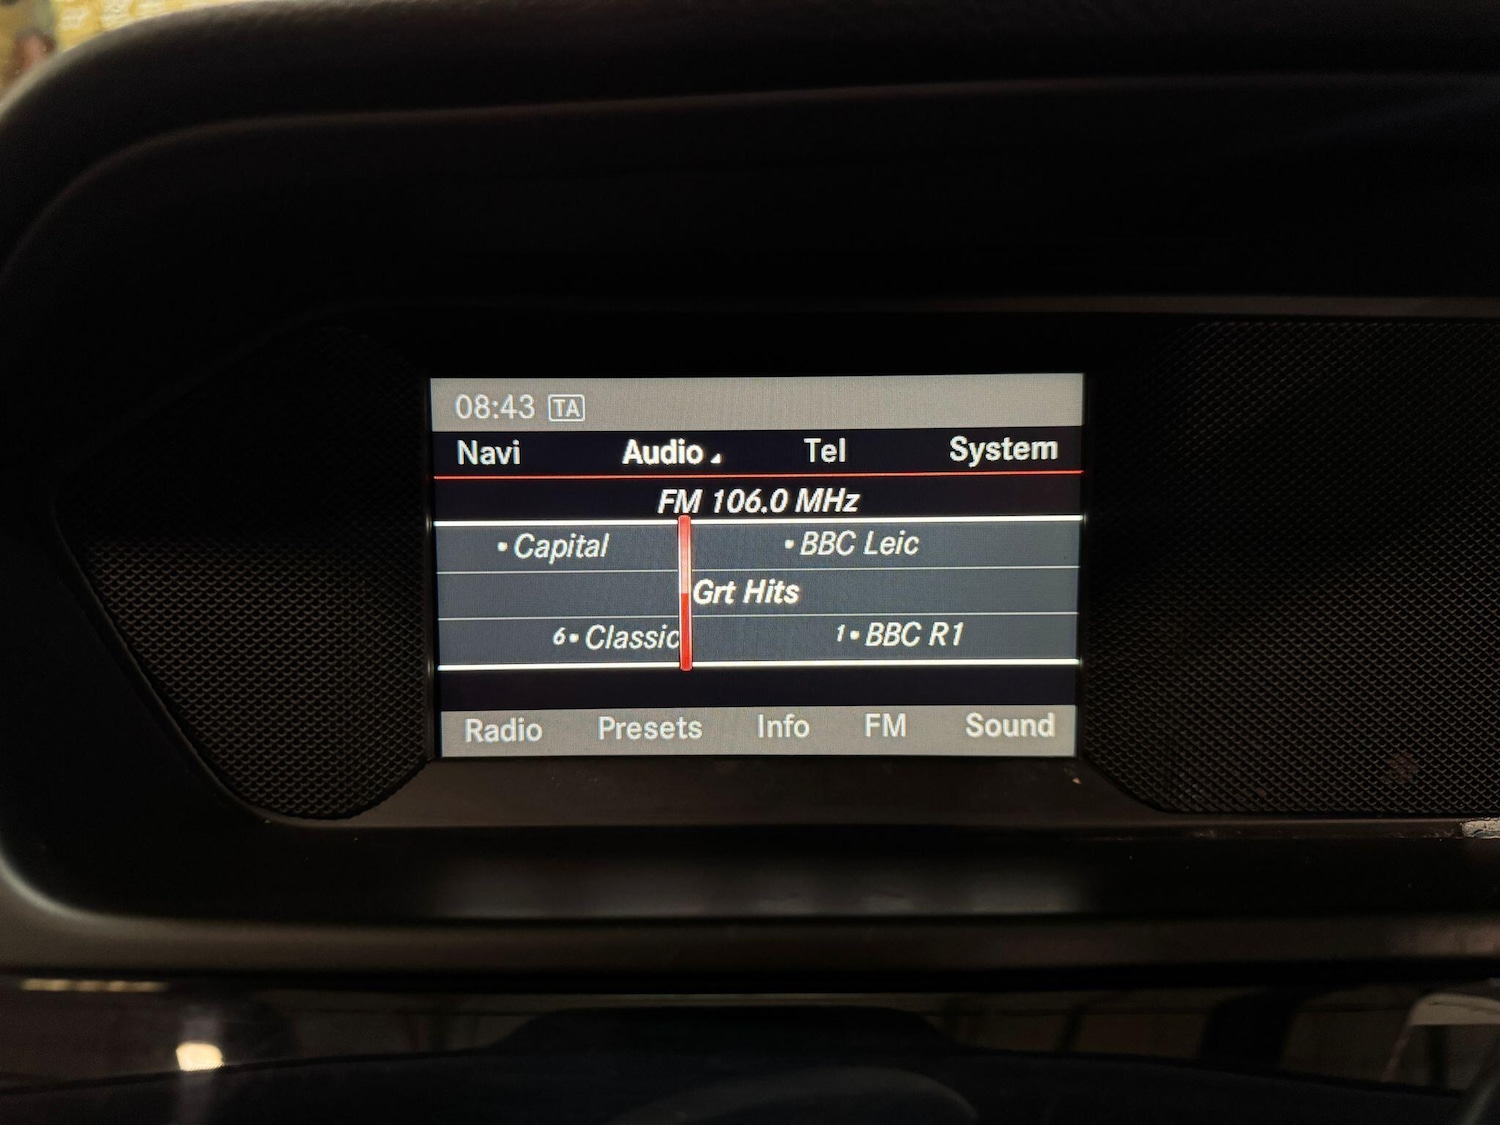 08:43 TA
Navi Audio Tel System
FM 106.0 MHz
• Capital • BBC Leic
Grt Hits
6• Classic 1• BBC R1
Radio Presets Info FM Sound